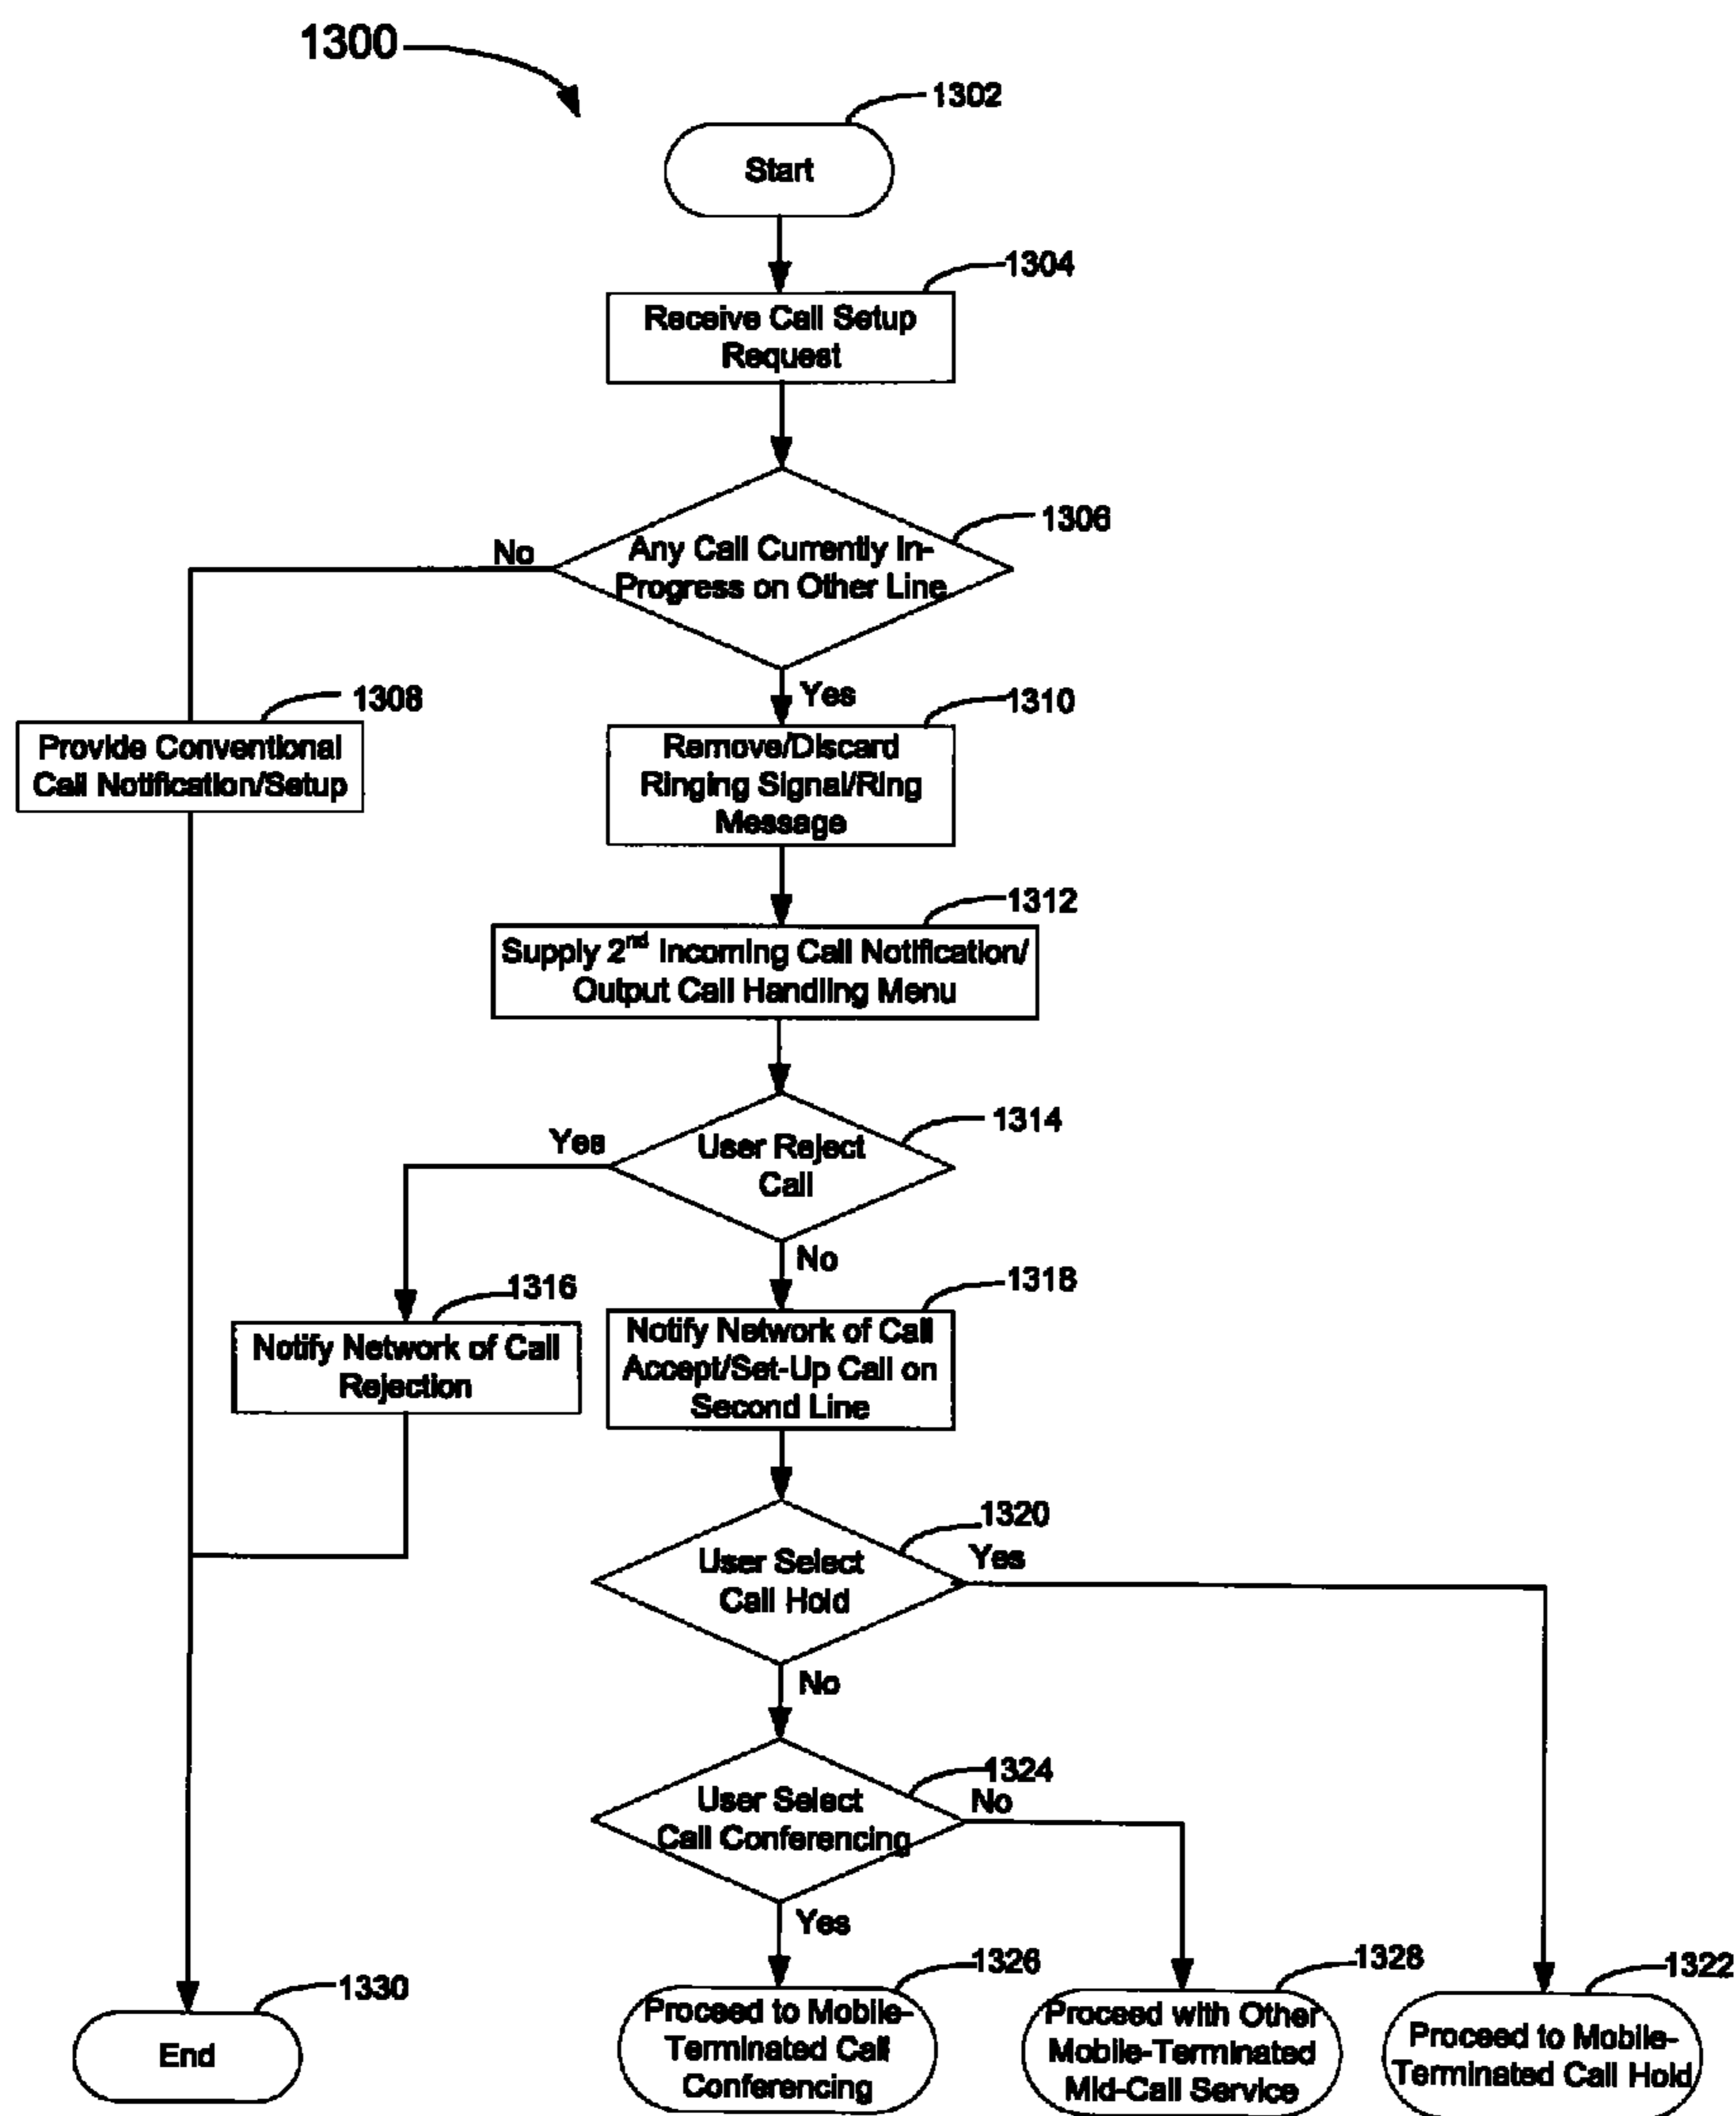 1300
1302
Start
1304
Receive Call Setup
Request
1306
No
Any Call Currently In-
Progress on Other Line
1308
Yes
1310
Provide Conventional
Call Notification/Setup
Remove/Discard
Ringing Signal/Ring
Message
1312
Supply 2nd Incoming Call Notification/
Output Call Handling Menu
1314
Yes
User Reject
Call
No
1316
1318
Notify Network of Call
Rejection
Notify Network of Call
Accept/Set-Up Call on
Second Line
1320
User Select
Call Hold
Yes
No
1324
User Select
Call Conferencing
No
Yes
1326
1328
1322
1330
End
Proceed to Mobile-
Terminated Call
Conferencing
Proceed with Other
Mobile-Terminated
Mid-Call Service
Proceed to Mobile-
Terminated Call Hold